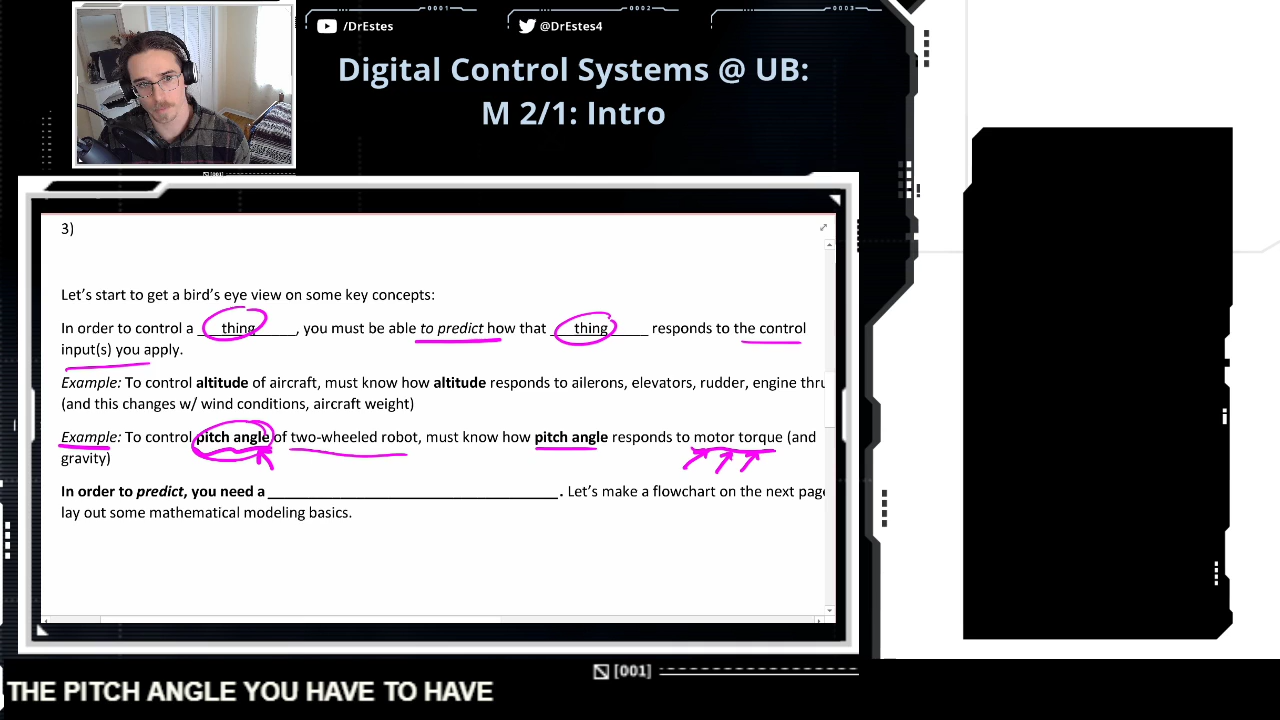 0001
0002
0003
/DrEstes
@DrEstes4
Digital Control Systems @ UB:
M 2/1: Intro
[001]
3)
Let's start to get a bird's eye view on some key concepts:
In order to control a thing, you must be able to predict how that thing responds to the control
input(s) you apply.
Example: To control altitude of aircraft, must know how altitude responds to ailerons, elevators, rudder, engine thru
(and this changes w/ wind conditions, aircraft weight)
Example: To control pitch angle of two-wheeled robot, must know how pitch angle responds to motor torque (and
gravity)
In order to predict, you need a ____________________. Let's make a flowchart on the next page
lay out some mathematical modeling basics.
[001]
THE PITCH ANGLE YOU HAVE TO HAVE